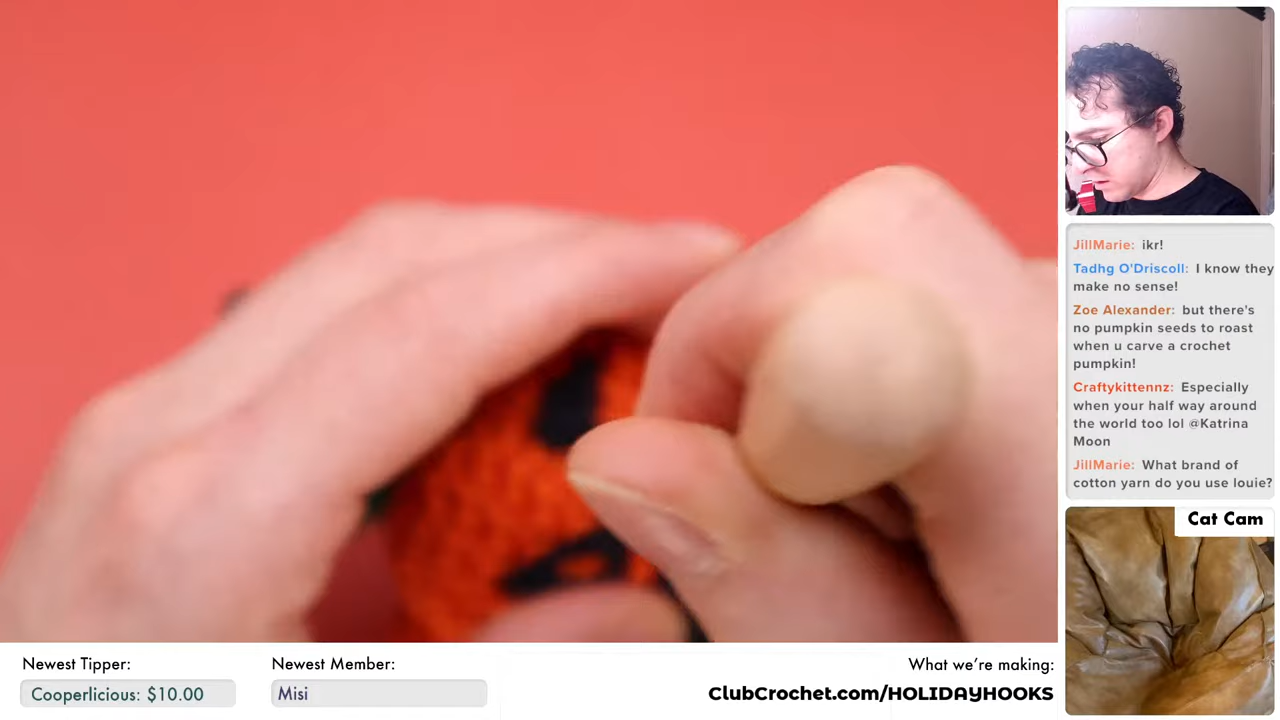 JillMarie: ikr!
Tadhg O'Driscoll: I know they
make no sense!
Zoe Alexander: but there's
no pumpkin seeds to roast
when u carve a crochet
pumpkin!
Craftykittennz: Especially
when your half way around
the world too lol @Katrina
Moon
JillMarie: What brand of
cotton yarn do you use louie?
Cat Cam
Newest Tipper:
Cooperlicious: $10.00
Newest Member:
Misi
What we're making:
ClubCrochet.com/HOLIDAYHOOKS